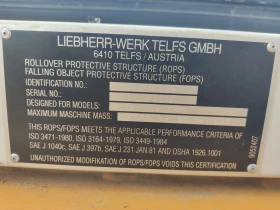 LIEBHERR-WERK TELFS GMBH
6410 TELFS / AUSTRIA
ROLLOVER PROTECTIVE STRUCTURE (ROPS)
FALLING OBJECT PROTECTIVE STRUCTURE (FOPS)
IDENTIFICATION NO.:
SERIAL NO.:
DESIGNED FOR MODELS:
MAXIMUM MACHINE MASS:
THIS ROPS/FOPS MEETS THE APPLICABLE PERFORMANCE CRITERIA OF
ISO 3471-1980, ISO 3164-1979, ISO 3449-1984
SAE J 1040c, SAE J 397b, SAE J 231 JAN.81 AND OSHA 1926.1001
UNAUTHORIZED MODIFIKATION OF ROPS/FOPS VOIDS THIS CERTIFICATION